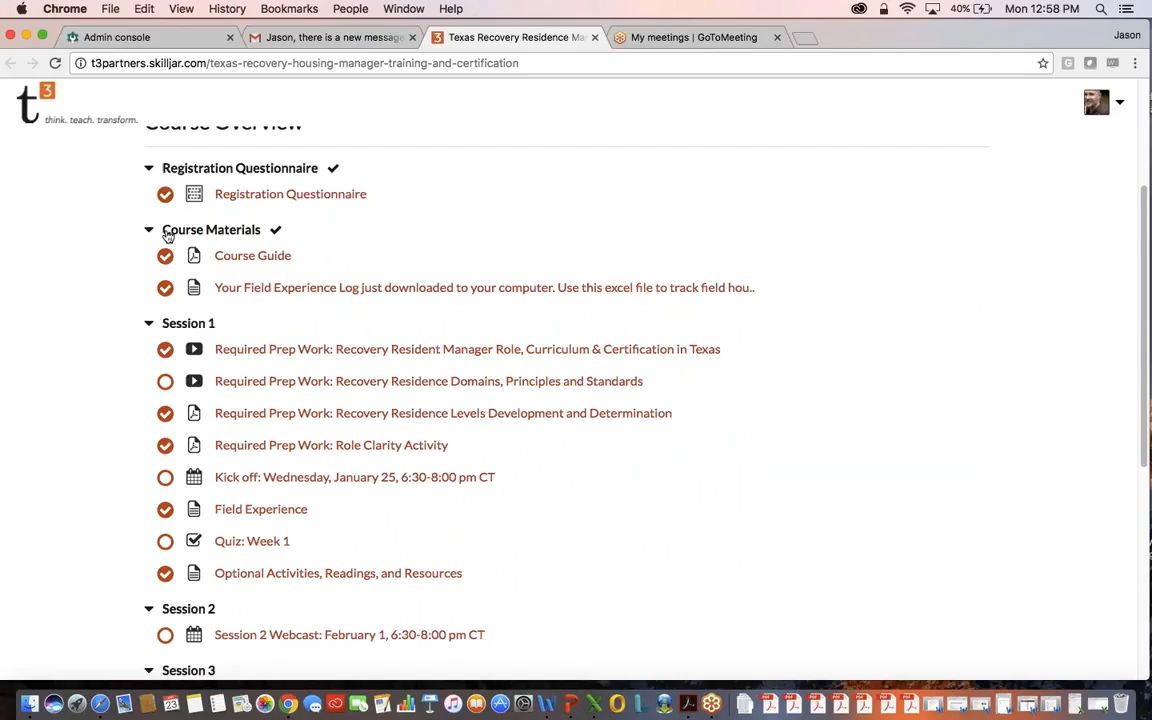 Chrome File Edit View History Bookmarks People Window Help 40% Mon 12:58 PM
Admin console Jason, there is a new message Texas Recovery Residence Ma My meetings | GoToMeeting Jason
t3partners.skilljar.com/texas-recovery-housing-manager-training-and-certification
t3
think. teach. transform.
Course Overview
Registration Questionnaire
Registration Questionnaire
Course Materials
Course Guide
Your Field Experience Log just downloaded to your computer. Use this excel file to track field hou..
Session 1
Required Prep Work: Recovery Resident Manager Role, Curriculum & Certification in Texas
Required Prep Work: Recovery Residence Domains, Principles and Standards
Required Prep Work: Recovery Residence Levels Development and Determination
Required Prep Work: Role Clarity Activity
Kick off: Wednesday, January 25, 6:30-8:00 pm CT
Field Experience
Quiz: Week 1
Optional Activities, Readings, and Resources
Session 2
Session 2 Webcast: February 1, 6:30-8:00 pm CT
Session 3